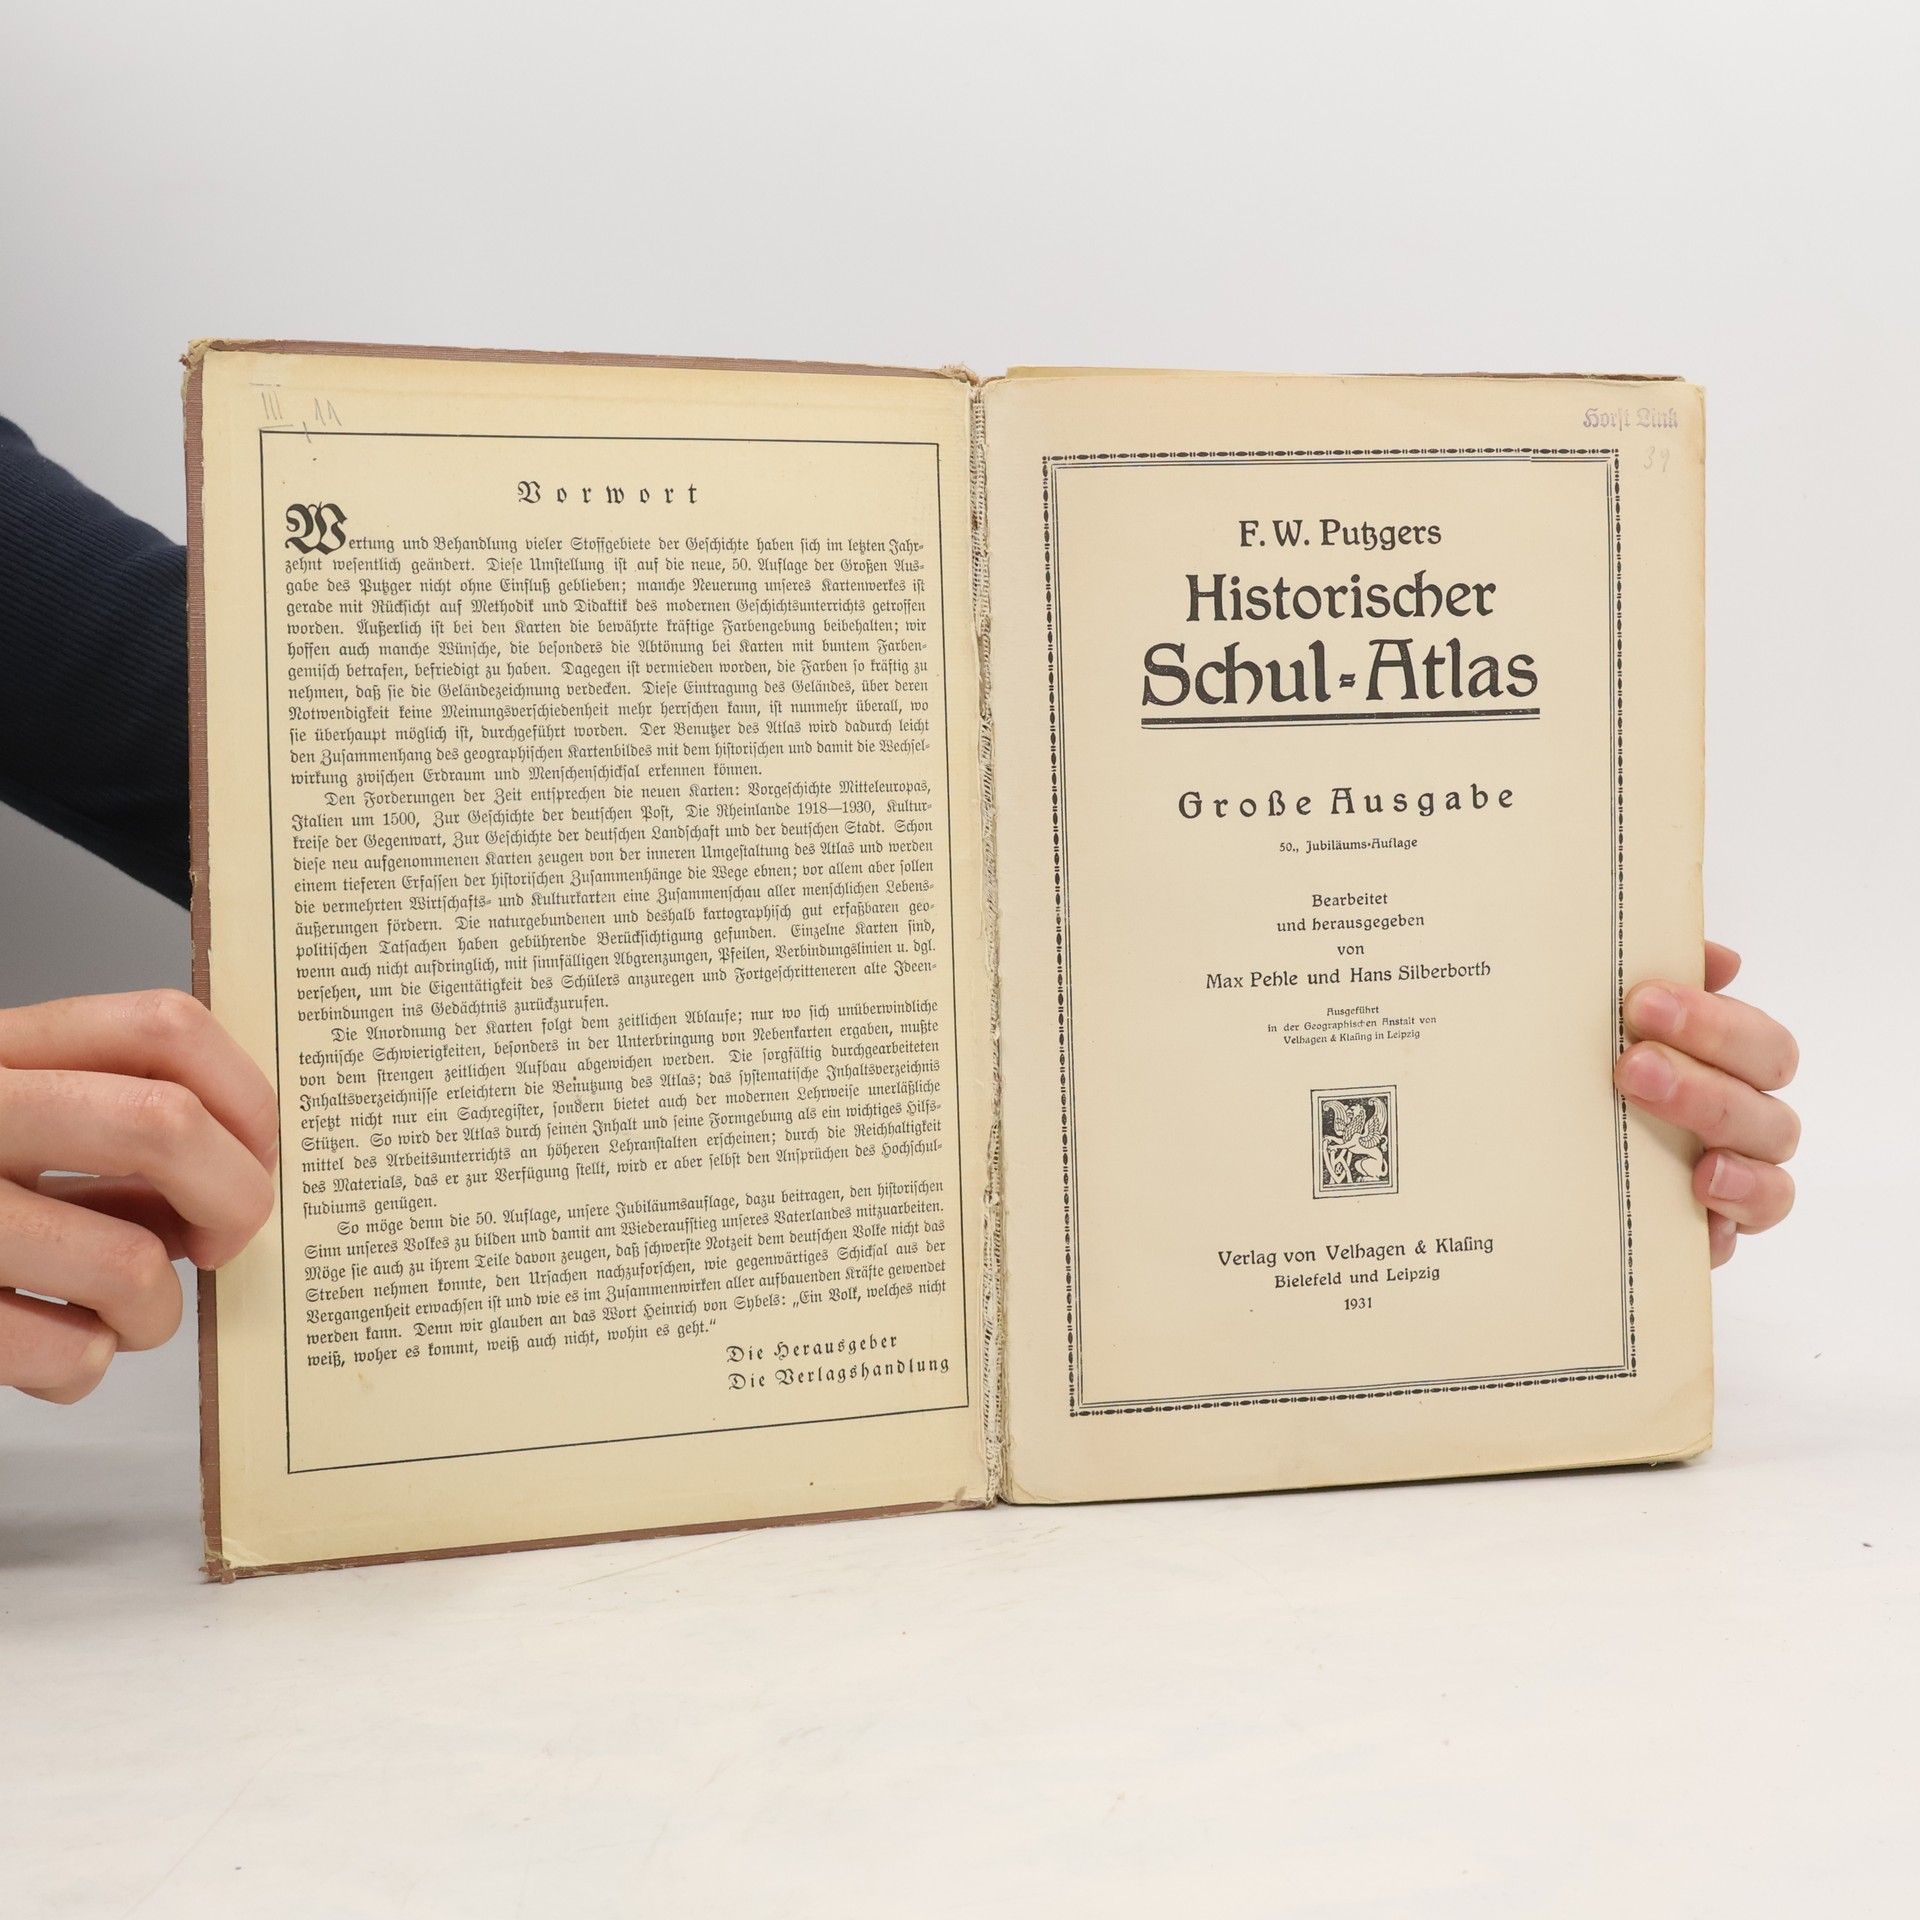 III, 11
Vorwort
Wertung und Behandlung vieler Stoffgebiete der Geschichte haben sich im letzten Jahr-
zehnt wesentlich geändert. Diese Umstellung ist auf die neue, 50. Auflage der Großen Aus-
gabe des Putzger nicht ohne Einfluß geblieben; manche Neuerung unseres Kartenwerkes ist
gerade mit Rücksicht auf Methodik und Didaktik des modernen Geschichtsunterrichts getroffen
worden. Äußerlich ist bei den Karten die bewährte kräftige Farbengebung beibehalten; wir
hoffen auch manche Wünsche, die besonders die Abtönung bei Karten mit buntem Farben-
gemisch betrafen, befriedigt zu haben. Dagegen ist vermieden worden, die Farben so kräftig zu
nehmen, daß sie die Geländezeichnung verdecken. Diese Eintragung des Geländes, über deren
Notwendigkeit keine Meinungsverschiedenheit mehr herrschen kann, ist nunmehr überall, wo
sie überhaupt möglich ist, durchgeführt worden. Der Benutzer des Atlas wird dadurch leicht
den Zusammenhang des geographischen Kartenbildes mit dem historischen und damit die Wechsel-
wirkung zwischen Erdraum und Menschenschicksal erkennen können.
Den Forderungen der Zeit entsprechen die neuen Karten: Vorgeschichte Mitteleuropas,
Italien um 1500, Zur Geschichte der deutschen Post, Die Rheinlande 1918—1930, Kultur-
kreise der Gegenwart, Zur Geschichte der deutschen Landschaft und der deutschen Stadt. Schon
diese neu aufgenommenen Karten zeugen von der inneren Umgestaltung des Atlas und werden
einem tieferen Erfassen der historischen Zusammenhänge die Wege ebnen; vor allem aber sollen
die vermehrten Wirtschafts- und Kulturkarten eine Zusammenschau aller menschlichen Lebens-
äußerungen fördern. Die naturgebundenen und deshalb kartographisch gut erfaßbaren geo-
politischen Tatsachen haben gebührende Berücksichtigung gefunden. Einzelne Karten sind,
wenn auch nicht aufdringlich, mit sinnfälligen Abgrenzungen, Pfeilen, Verbindungslinien u. dgl.
versehen, um die Eigentätigkeit des Schülers anzuregen und Fortgeschritteneren alte Ideen-
verbindungen ins Gedächtnis zurückzurufen.
Die Anordnung der Karten folgt dem zeitlichen Ablaufe; nur wo sich unüberwindliche
technische Schwierigkeiten, besonders in der Unterbringung von Nebenkarten ergaben, mußte
von dem strengen zeitlichen Aufbau abgewichen werden. Die sorgfältig durchgearbeiteten
Inhaltsverzeichnisse erleichtern die Benutzung des Atlas; das systematische Inhaltsverzeichnis
ersetzt nicht nur ein Sachregister, sondern bietet auch der modernen Lehrweise unerläßliche
Stützen. So wird der Atlas durch seinen Inhalt und seine Formgebung als ein wichtiges Hilfs-
mittel des Arbeitsunterrichts an höheren Lehranstalten erscheinen; durch die Reichhaltigkeit
des Materials, das er zur Verfügung stellt, wird er aber selbst den Ansprüchen des Hochschul-
studiums genügen.
So möge denn die 50. Auflage, unsere Jubiläumsauflage, dazu beitragen, den historischen
Sinn unseres Volkes zu bilden und damit am Wiederaufstieg unseres Vaterlandes mitzuarbeiten.
Möge sie auch zu ihrem Teile davon zeugen, daß schwerste Notzeit dem deutschen Volke nicht das
Streben nehmen konnte, den Ursachen nachzuforschen, wie gegenwärtiges Schicksal aus der
Vergangenheit erwachsen ist und wie es im Zusammenwirken aller aufbauenden Kräfte gewendet
werden kann. Denn wir glauben an das Wort Heinrich von Sybels: „Ein Volk, welches nicht
weiß, woher es kommt, weiß auch nicht, wohin es geht.“
Die Herausgeber
Die Verlagshandlung
Horst Link
39
F. W. Putzgers
Historischer
Schul-Atlas
Große Ausgabe
50., Jubiläums-Auflage
Bearbeitet
und herausgegeben
von
Max Pehle und Hans Silberborth
Ausgeführt
in der Geographischen Anstalt von
Velhagen & Klasing in Leipzig
Verlag von Velhagen & Klasing
Bielefeld und Leipzig
1931